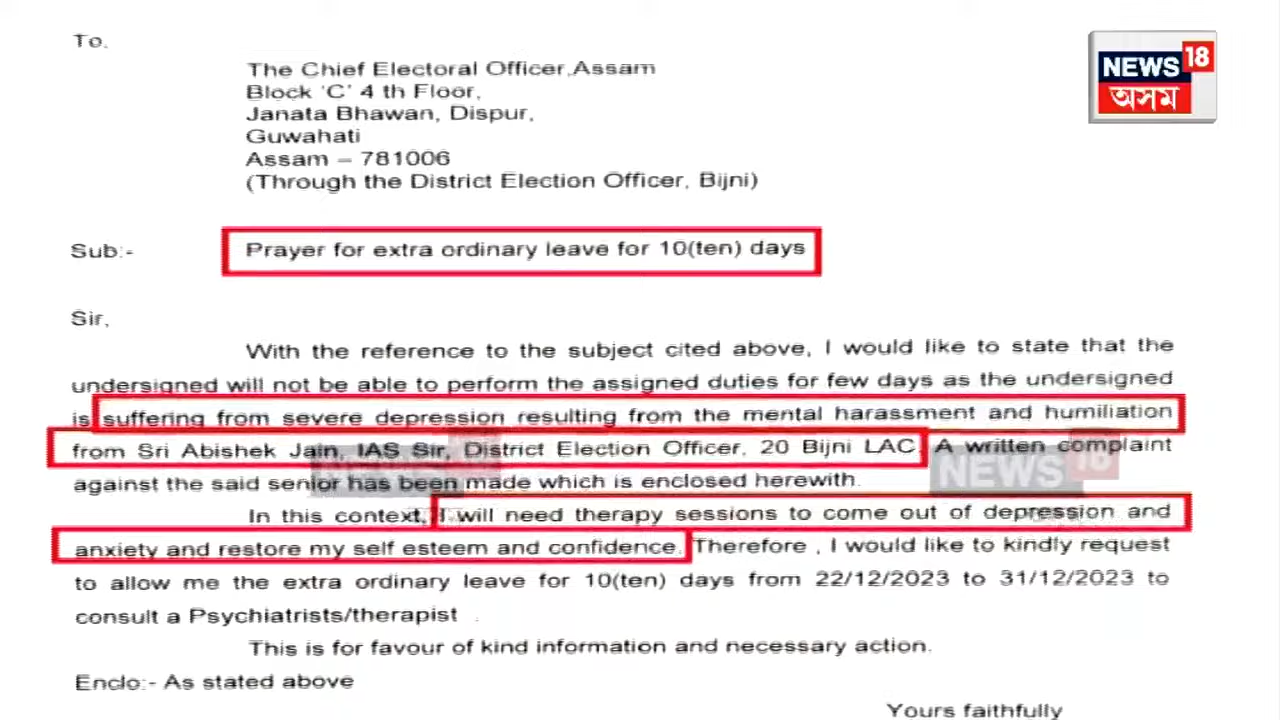 To,
NEWS 18
অসম
The Chief Electoral Officer,Assam
Block 'C' 4 th Floor,
Janata Bhawan, Dispur,
Guwahati
Assam – 781006
(Through the District Election Officer, Bijni)
Sub:- Prayer for extra ordinary leave for 10(ten) days
Sir,
With the reference to the subject cited above, I would like to state that the
undersigned will not be able to perform the assigned duties for few days as the undersigned
is suffering from severe depression resulting from the mental harassment and humiliation
from Sri Abishek Jain, IAS Sir, District Election Officer, 20 Bijni LAC. A written complaint
against the said senior has been made which is enclosed herewith.
NEWS 18
In this context, I will need therapy sessions to come out of depression and
anxiety and restore my self esteem and confidence. Therefore , I would like to kindly request
to allow me the extra ordinary leave for 10(ten) days from 22/12/2023 to 31/12/2023 to
consult a Psychiatrists/therapist .
This is for favour of kind information and necessary action.
Enclo:- As stated above
Yours faithfully